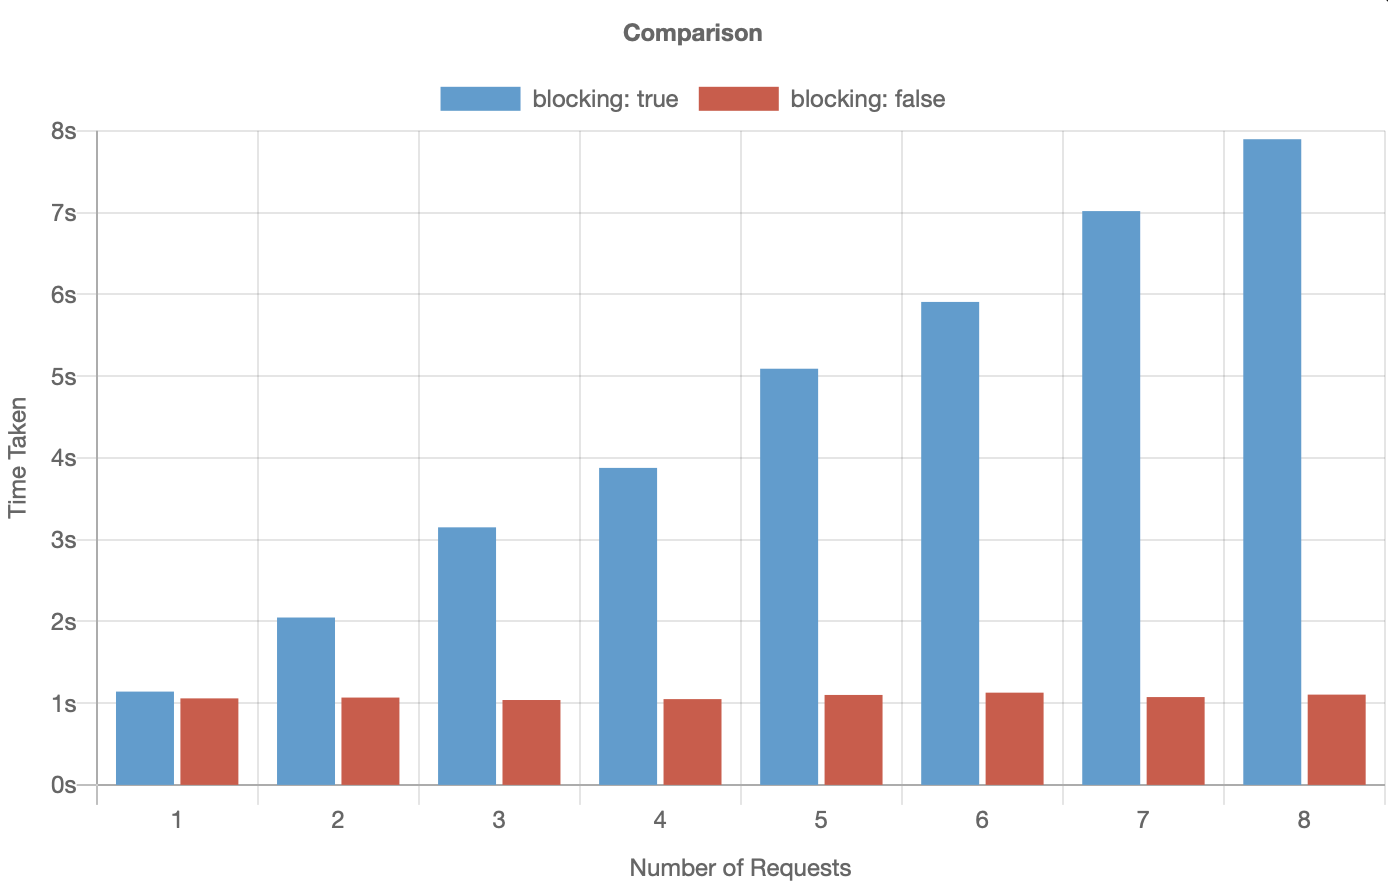 Comparison
blocking: true blocking: false
8s
7s
6s
5s
4s
3s
2s
1s
0s
Time Taken
1 2 3 4 5 6 7 8
Number of Requests